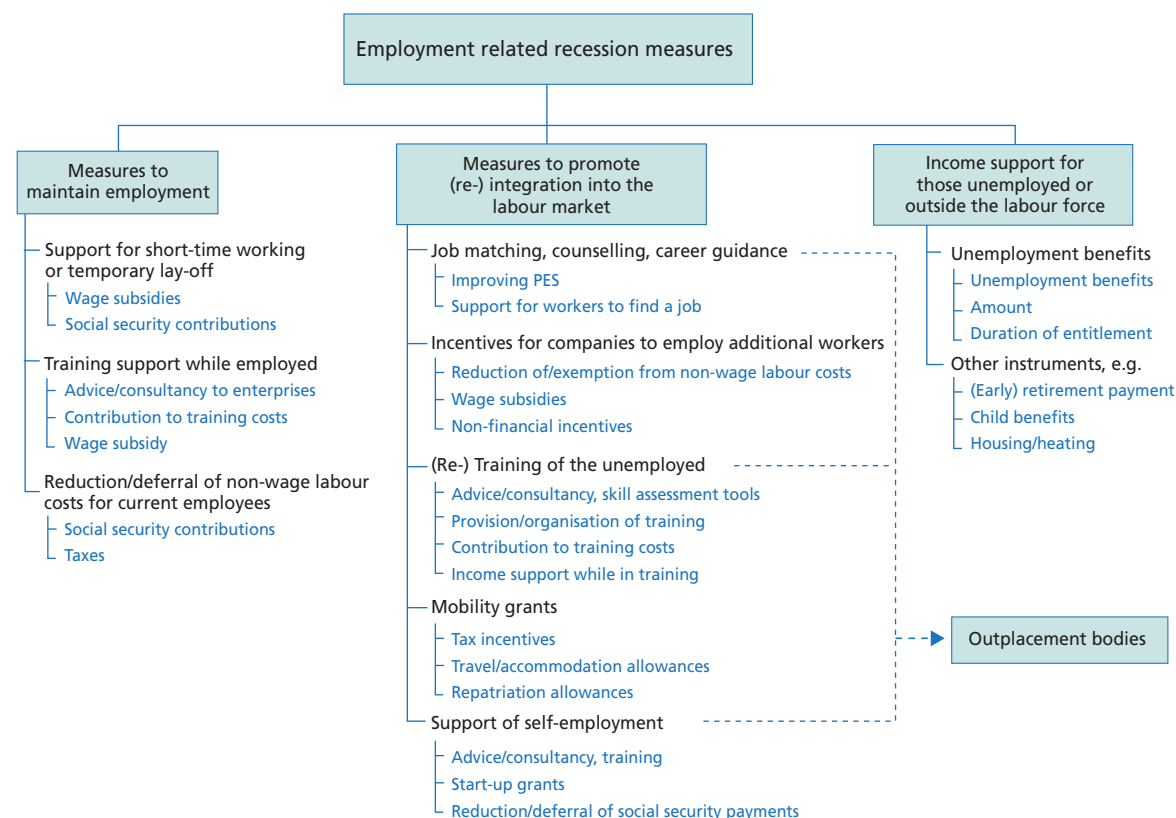 Employment related recession measures
Measures to
maintain employment
Support for short-time working
or temporary lay-off
Wage subsidies
Social security contributions
Training support while employed
Advice/consultancy to enterprises
Contribution to training costs
Wage subsidy
Reduction/deferral of non-wage labour
costs for current employees
Social security contributions
Taxes
Measures to promote
(re-) integration into the
labour market
Job matching, counselling, career guidance
Improving PES
Support for workers to find a job
Incentives for companies to employ additional workers
Reduction of/exemption from non-wage labour costs
Wage subsidies
Non-financial incentives
(Re-) Training of the unemployed
Advice/consultancy, skill assessment tools
Provision/organisation of training
Contribution to training costs
Income support while in training
Mobility grants
Tax incentives
Travel/accommodation allowances
Repatriation allowances
Support of self-employment
Advice/consultancy, training
Start-up grants
Reduction/deferral of social security payments
Income support for
those unemployed or
outside the labour force
Unemployment benefits
Unemployment benefits
Amount
Duration of entitlement
Other instruments, e.g.
(Early) retirement payment
Child benefits
Housing/heating
Outplacement bodies